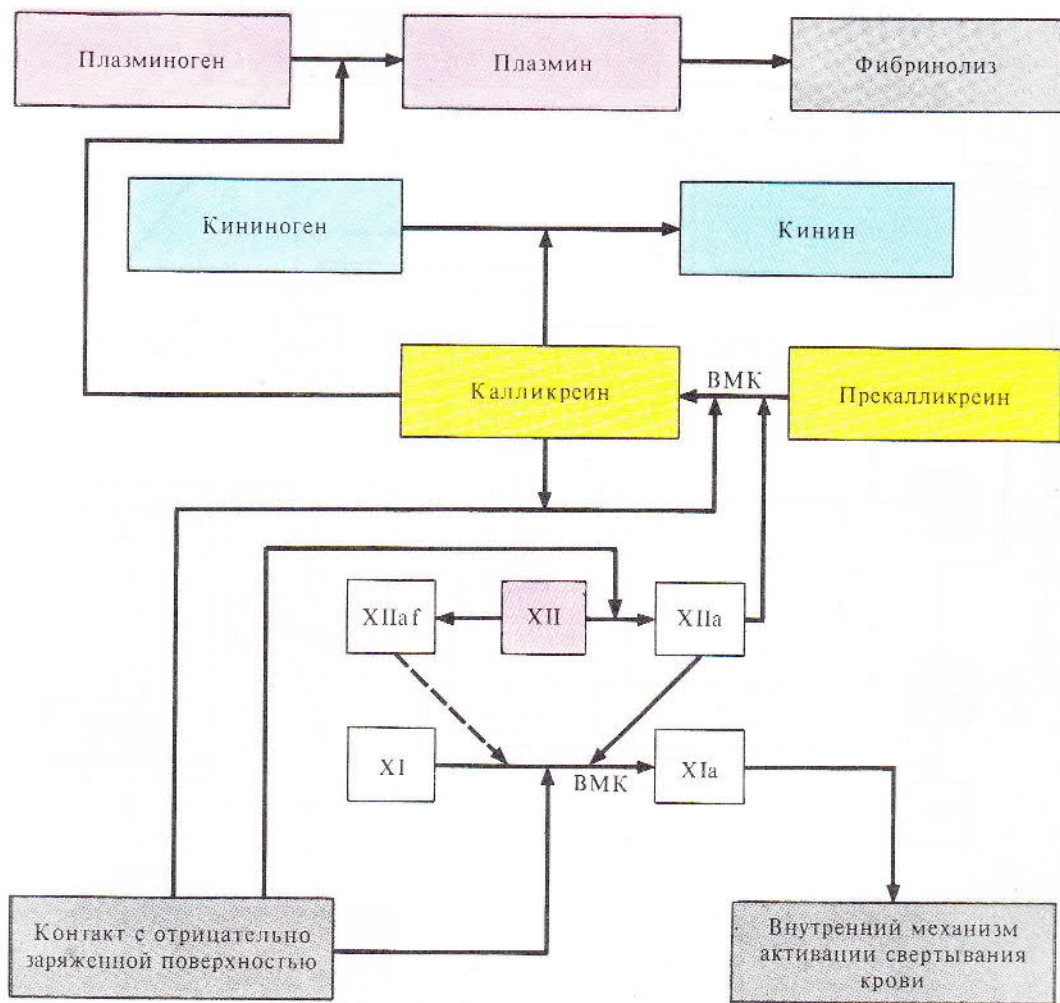 Плазминоген
Плазмин
Фибринолиз
Кининоген
Кинин
Калликреин
ВМК
Прекалликреин
XIIaf
XII
XIIa
XI
ВМК
XIa
Контакт с отрицательно
заряженной поверхностью
Внутренний механизм
активации свертывания
крови